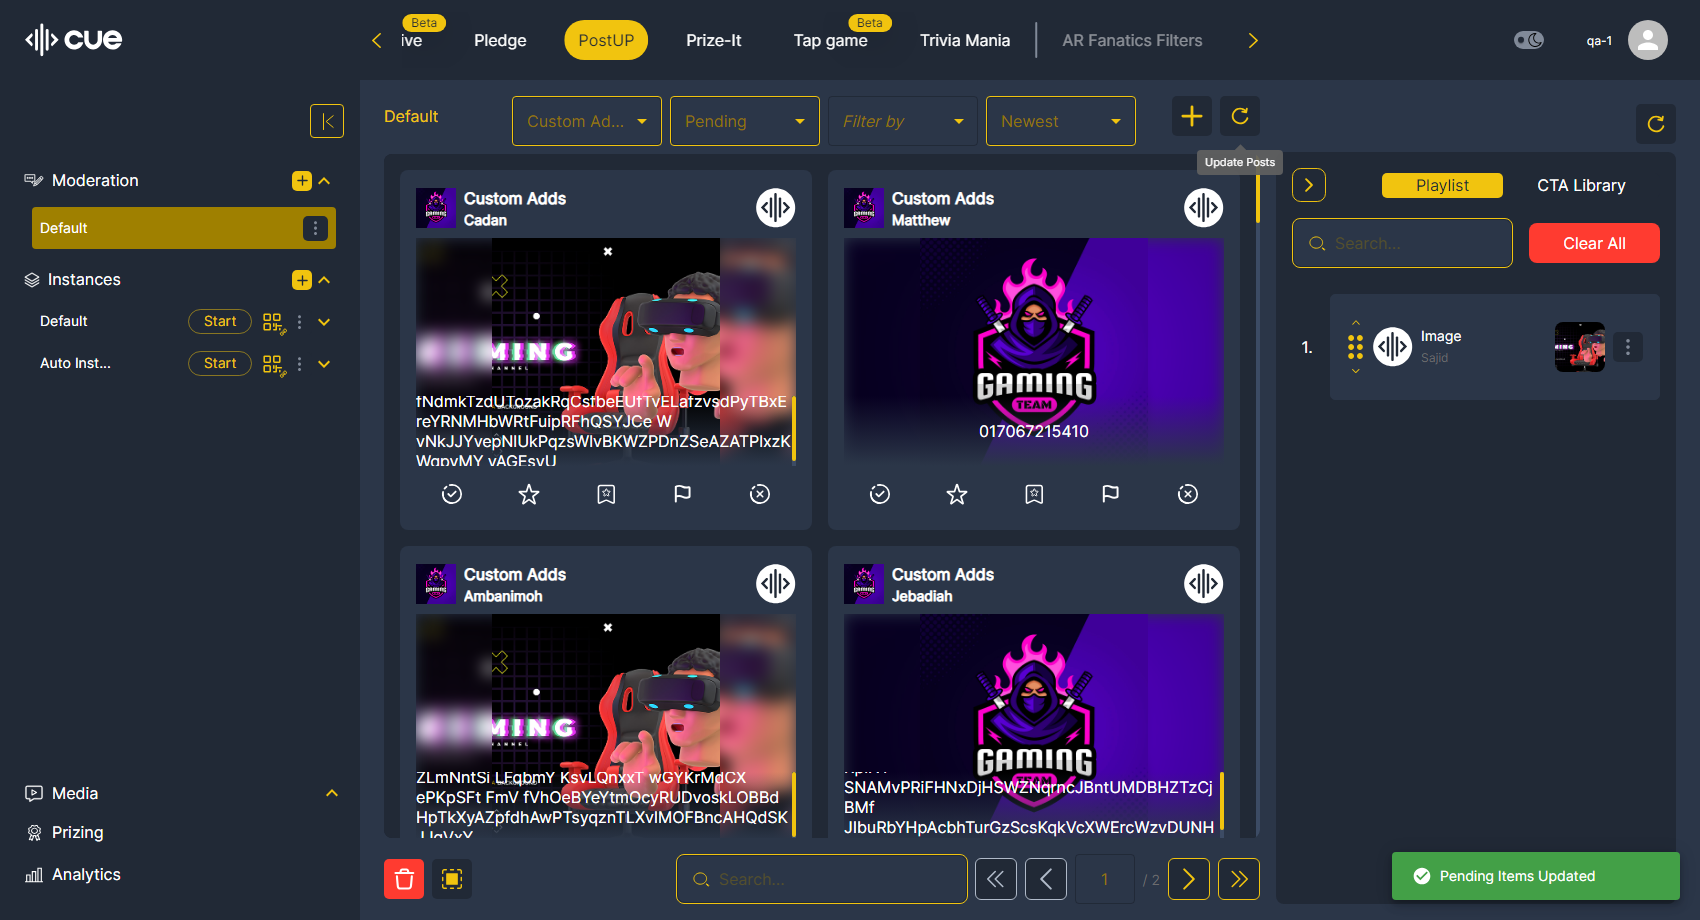 cue
Beta
ive
Pledge
PostUP
Prize-It
Beta
Tap game
Trivia Mania
AR Fanatics Filters
qa-1
Default
Custom Ad...
Pending
Filter by
Newest
Update Posts
Moderation
Default
Instances
Default
Start
Auto Inst...
Start
Media
Prizing
Analytics
Custom Adds
Cadan
MING
fNdmkTzdUTozakRqCsfbeEUfTvELafzvsdPyTBxE
reYRNMHbWRtFuipRFhQSYJCe W
vNkJJYvepNlUkPqzsWlvBKWZPDnZSeAZATPlxzK
WqpvMY vAGEsvU
Custom Adds
Matthew
GAMING
TEAM
017067215410
Custom Adds
Ambanimoh
MING
ZLmNntSi LFqbmY KsvLQnxxT wGYKrMdCX
ePKpSFt FmV fVhOeBYeYtmOcyRUDvoskLOBBd
HpTkXyAZpfdhAwPTsyqznTLXvlMOFBncAHQdSK
Custom Adds
Jebadiah
GAMING
SNAMvPRiFHNxDjHSWZNqrncJBntUMDBHZTzCj
BMf
JlbuRbYHpAcbhTurGzScsKqkVcXWErcWzvDUNH
Search...
1
/ 2
Playlist
CTA Library
Search...
Clear All
1.
Image
Sajid
Pending Items Updated